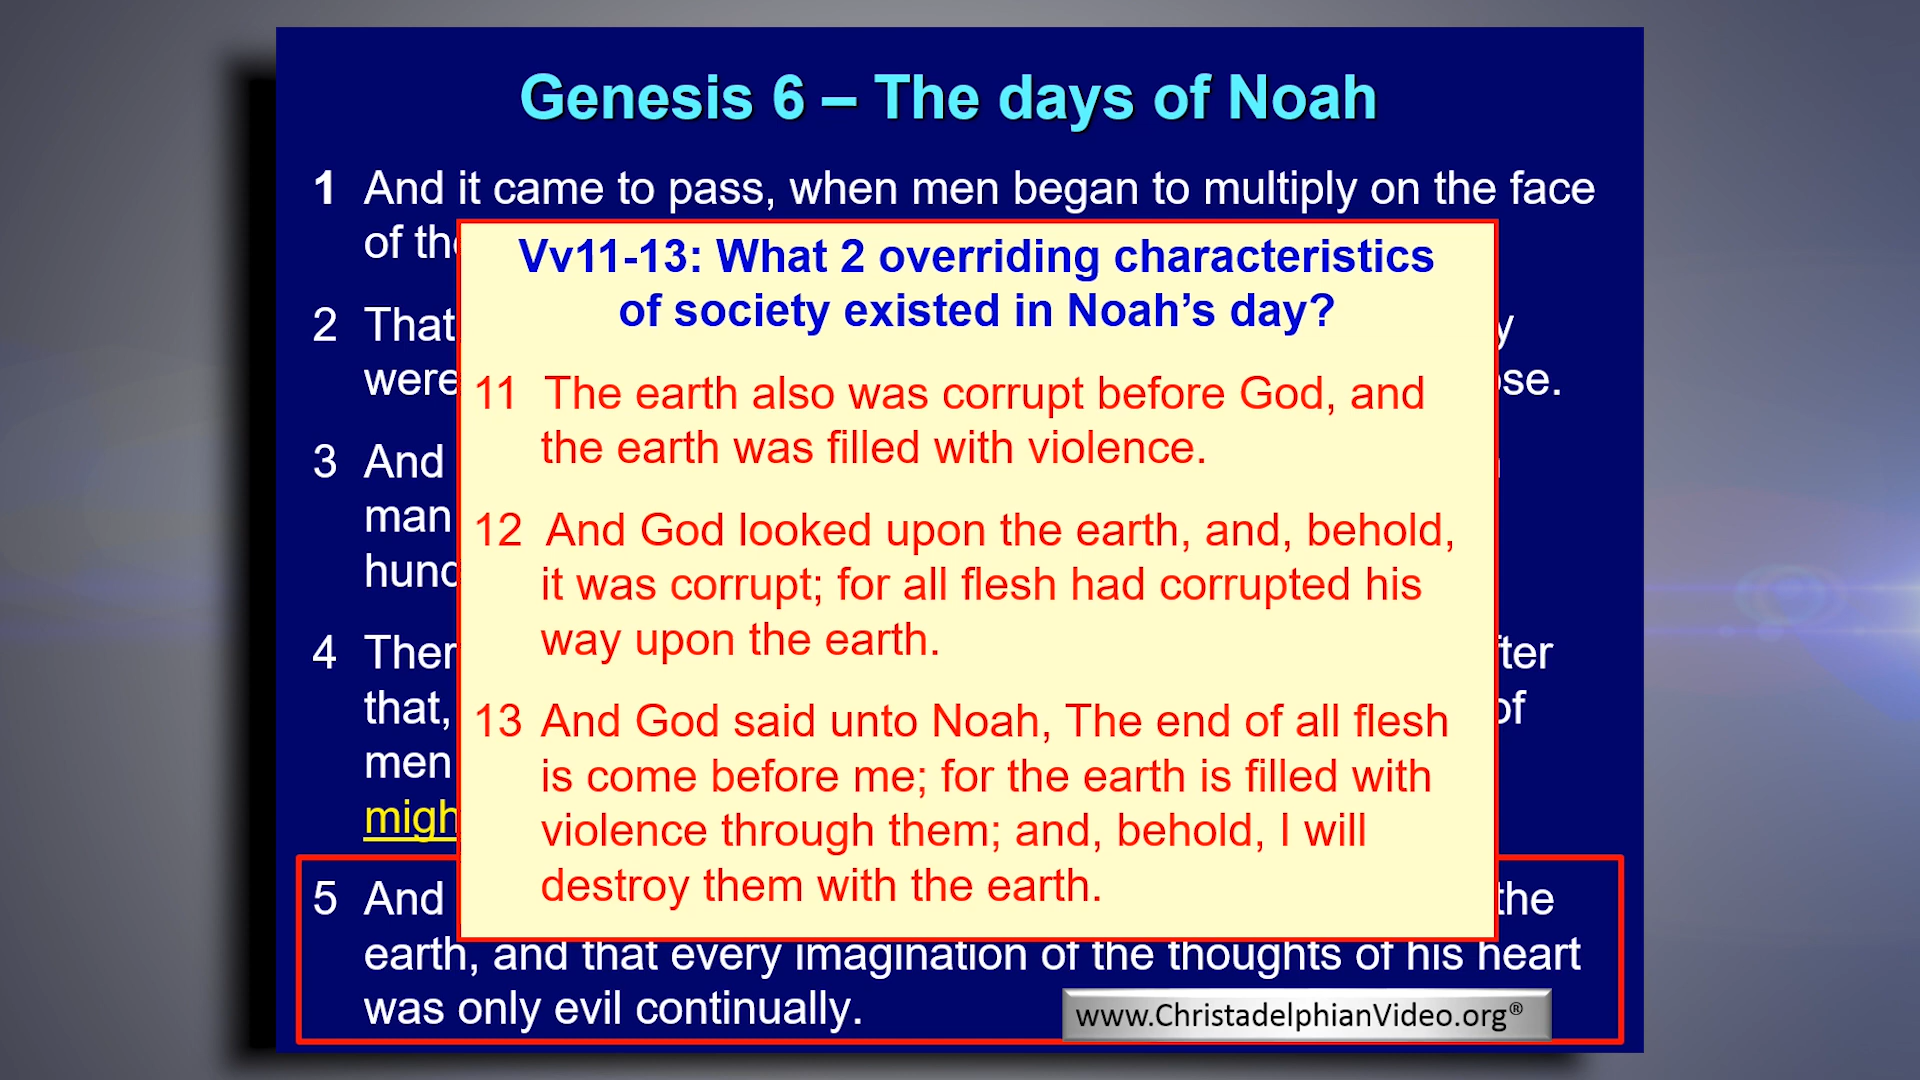 Genesis 6 – The days of Noah
1 And it came to pass, when men began to multiply on the face
of
Vv11-13: What 2 overriding characteristics
of society existed in Noah’s day?
2 That
were
3 And
man
4
that, of
men
11 The earth also was corrupt before God, and
the earth was filled with violence.
12 And God looked upon the earth, and, behold,
it was corrupt; for all flesh had corrupted his
way upon the earth.
13 And God said unto Noah, The end of all flesh
is come before me; for the earth is filled with
violence through them; and, behold, I will
destroy them with the earth.
5 And the
earth, and that every imagination of the thoughts of his heart
was only evil continually.
www.ChristadelphianVideo.org®